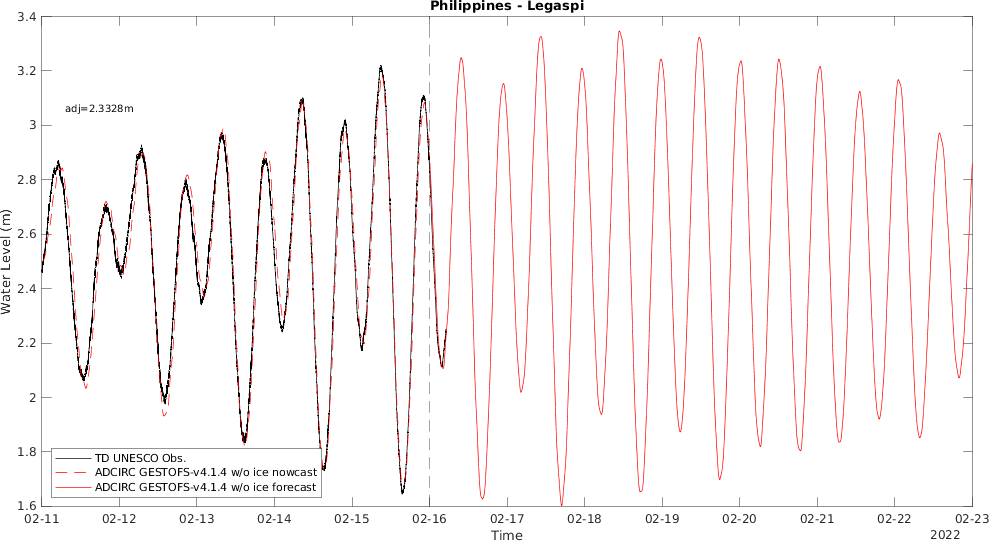 Philippines - Legaspi
3.4
3.2
3
2.8
2.6
2.4
2.2
2
1.8
1.6
Water Level (m)
adj=2.3328m
TD UNESCO Obs.
ADCIRC GESTOFS-v4.1.4 w/o ice nowcast
ADCIRC GESTOFS-v4.1.4 w/o ice forecast
02-11 02-12 02-13 02-14 02-15 02-16 02-17 02-18 02-19 02-20 02-21 02-22 02-23
Time
2022